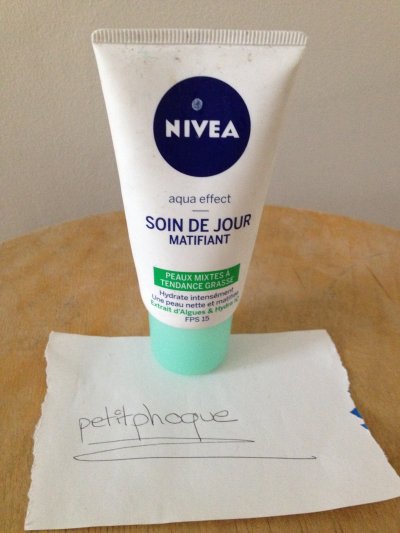 NIVEA
aqua effect
SOIN DE JOUR
MATIFIANT
PEAUX MIXTES À
TENDANCE GRASSE
Hydrate intensément
Une peau nette et matifiée
Extrait d'Algues & Hydra
FPS 15
petitphoque